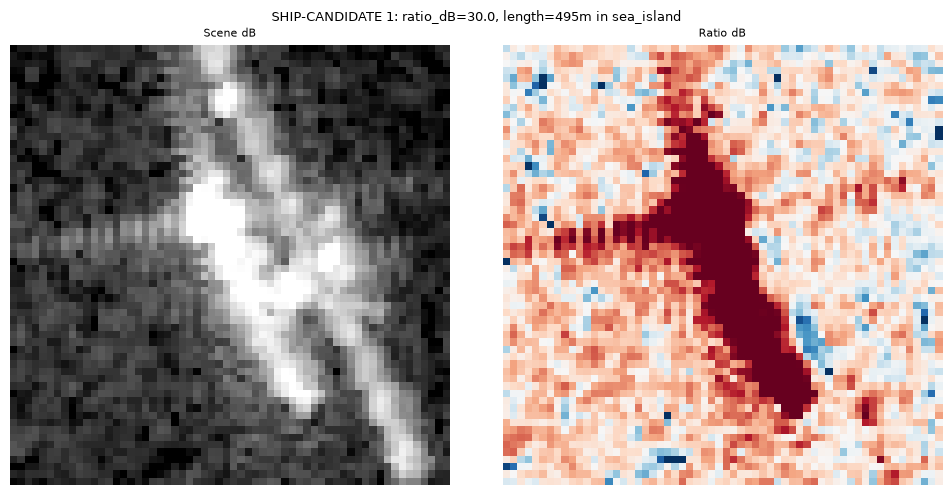 SHIP-CANDIDATE 1: ratio_dB=30.0, length=495m in sea_island
Scene dB
Ratio dB